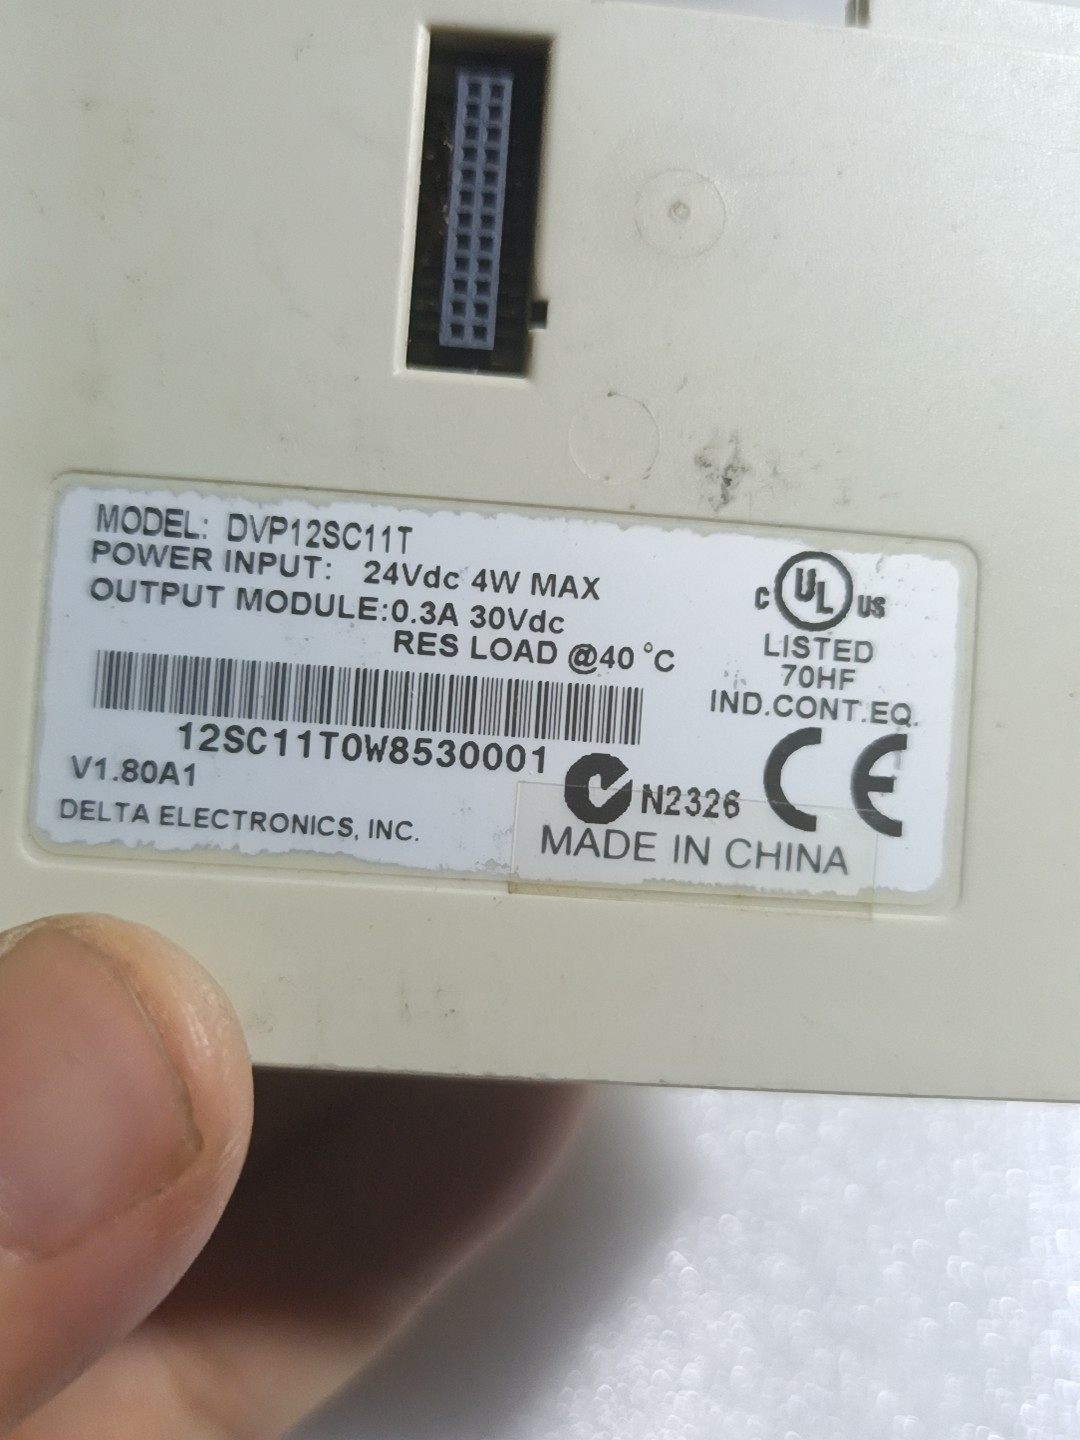 MODEL: DVP12SC11T
POWER INPUT: 24Vdc 4W MAX
OUTPUT MODULE:0.3A 30Vdc
RES LOAD @40 °C
12SC11T0W8530001
V1.80A1
DELTA ELECTRONICS, INC.
C UL US
LISTED
70HF
IND.CONT.EQ.
N2326
CE
MADE IN CHINA